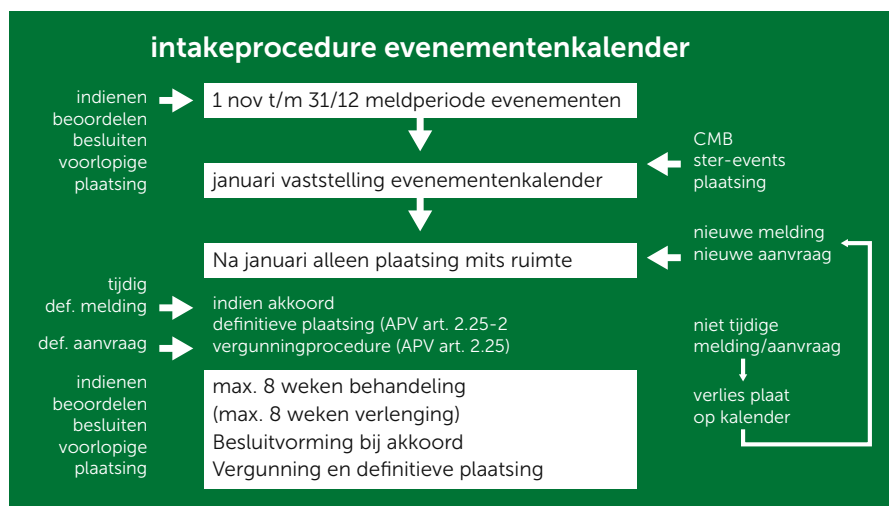 intakeprocedure evenementenkalender
indienen
beoordelen
besluiten
voorlopige
plaatsing
1 nov t/m 31/12 meldperiode evenementen
januari vaststelling evenementenkalender
CMB
ster-events
plaatsing
Na januari alleen plaatsing mits ruimte
nieuwe melding
nieuwe aanvraag
tijdig
def. melding
def. aanvraag
indien akkoord
definitieve plaatsing (APV art. 2.25-2
vergunningprocedure (APV art. 2.25)
niet tijdige
melding/aanvraag
verlies plaat
op kalender
indienen
beoordelen
besluiten
voorlopige
plaatsing
max. 8 weken behandeling
(max. 8 weken verlenging)
Besluitvorming bij akkoord
Vergunning en definitieve plaatsing